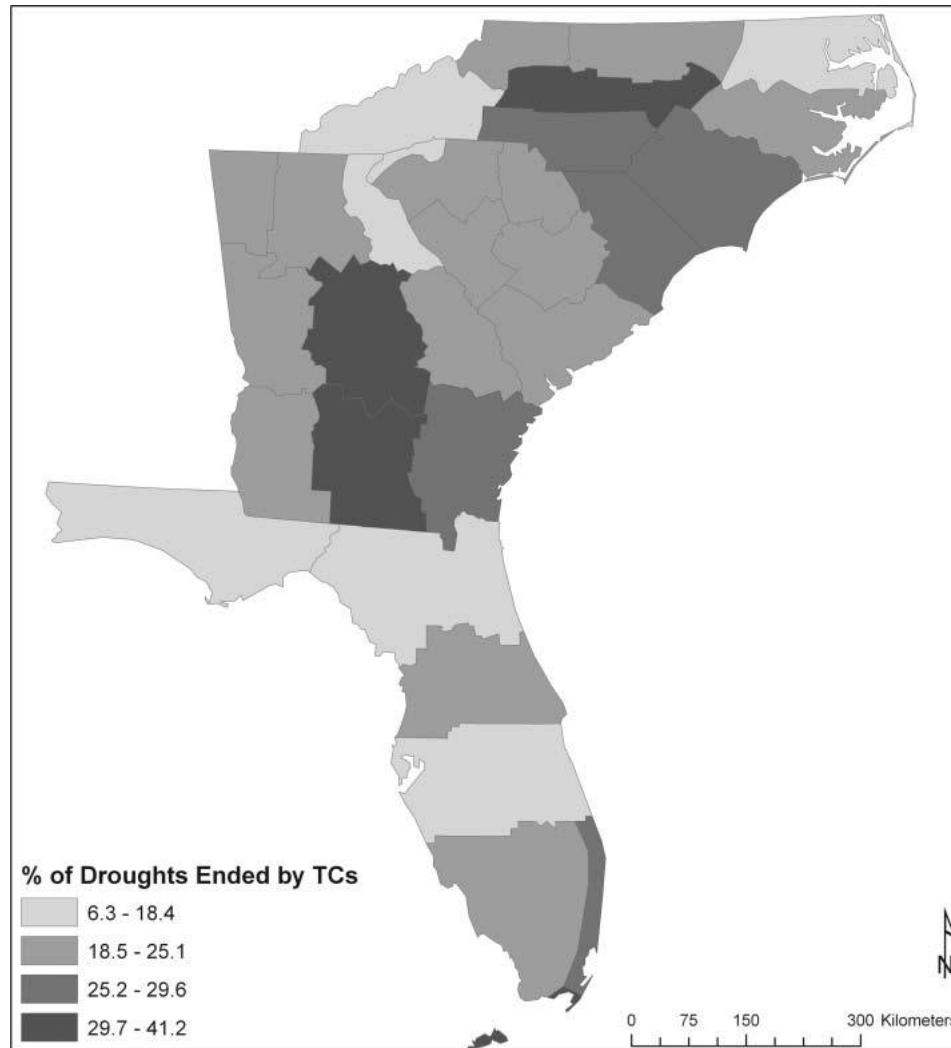 % of Droughts Ended by TCs
6.3 - 18.4
18.5 - 25.1
25.2 - 29.6
29.7 - 41.2
N
0 75 150 300 Kilometers